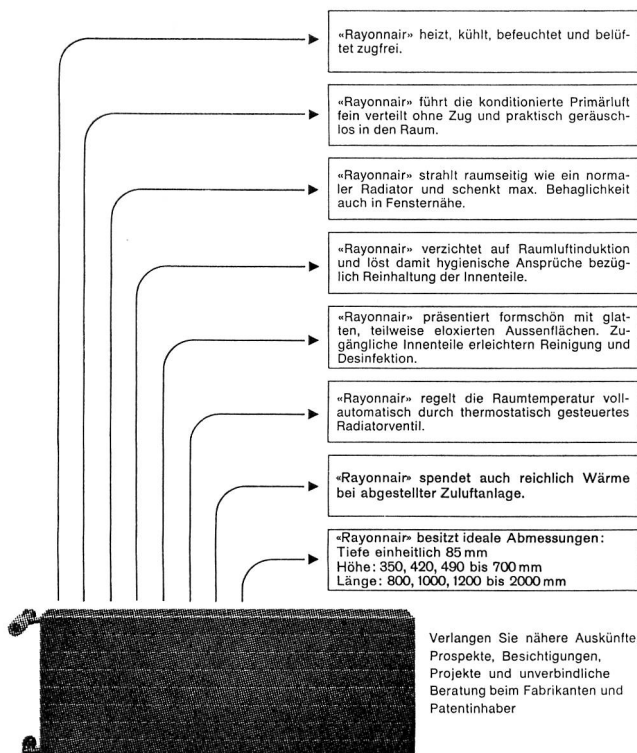 «Rayonnair» heizt, kühlt, befeuchtet und belüf-
tet zugfrei.
«Rayonnair» führt die konditionierte Primärluft
fein verteilt ohne Zug und praktisch geräusch-
los in den Raum.
«Rayonnair» strahlt raumseitig wie ein norma-
ler Radiator und schenkt max. Behaglichkeit
auch in Fensternähe.
«Rayonnair» verzichtet auf Raumluftinduktion
und löst damit hygienische Ansprüche bezüg-
lich Reinhaltung der Innenteile.
«Rayonnair» präsentiert formschön mit glat-
ten, teilweise eloxierten Aussenflächen. Zu-
gängliche Innenteile erleichtern Reinigung und
Desinfektion.
«Rayonnair» regelt die Raumtemperatur voll-
automatisch durch thermostatisch gesteuertes
Radiatorventil.
«Rayonnair» spendet auch reichlich Wärme
bei abgestellter Zuluftanlage.
«Rayonnair» besitzt ideale Abmessungen:
Tiefe einheitlich 85 mm
Höhe: 350, 420, 490 bis 700 mm
Länge: 800, 1000, 1200 bis 2000 mm
Verlangen Sie nähere Auskünfte
Prospekte, Besichtigungen,
Projekte und unverbindliche
Beratung beim Fabrikanten und
Patentinhaber